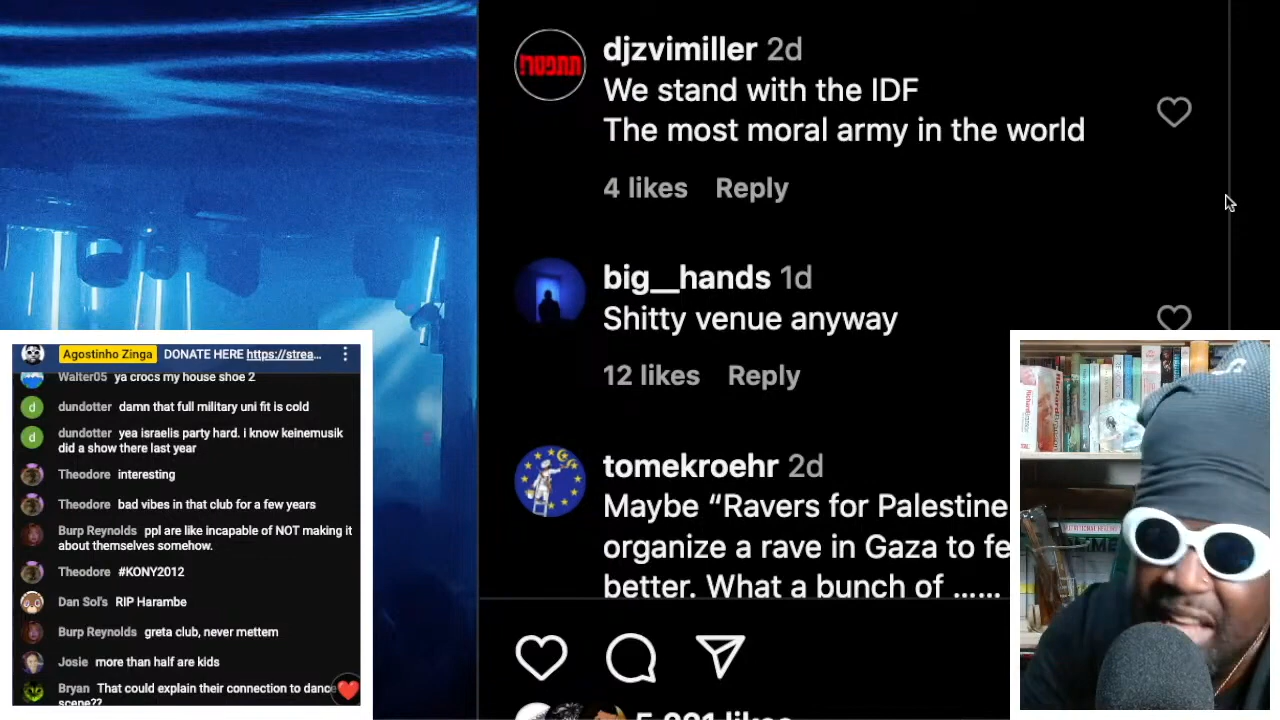 djzvimiller 2d
We stand with the IDF
The most moral army in the world
4 likes Reply
התפטר!
big__hands 1d
Shitty venue anyway
12 likes Reply
tomekroehr 2d
Maybe “Ravers for Palestine
organize a rave in Gaza to fe
better. What a bunch of ......
Agostinho Zinga DONATE HERE https://strea...
Walter05 ya crocs my house shoe 2
dundotter damn that full military uni fit is cold
dundotter yea israelis party hard. i know keinemusik
did a show there last year
Theodore interesting
Theodore bad vibes in that club for a few years
Burp Reynolds ppl are like incapable of NOT making it
about themselves somehow.
Theodore #KONY2012
Dan Sol's RIP Harambe
Burp Reynolds greta club, never mettem
Josie more than half are kids
Bryan That could explain their connection to dance
scene??